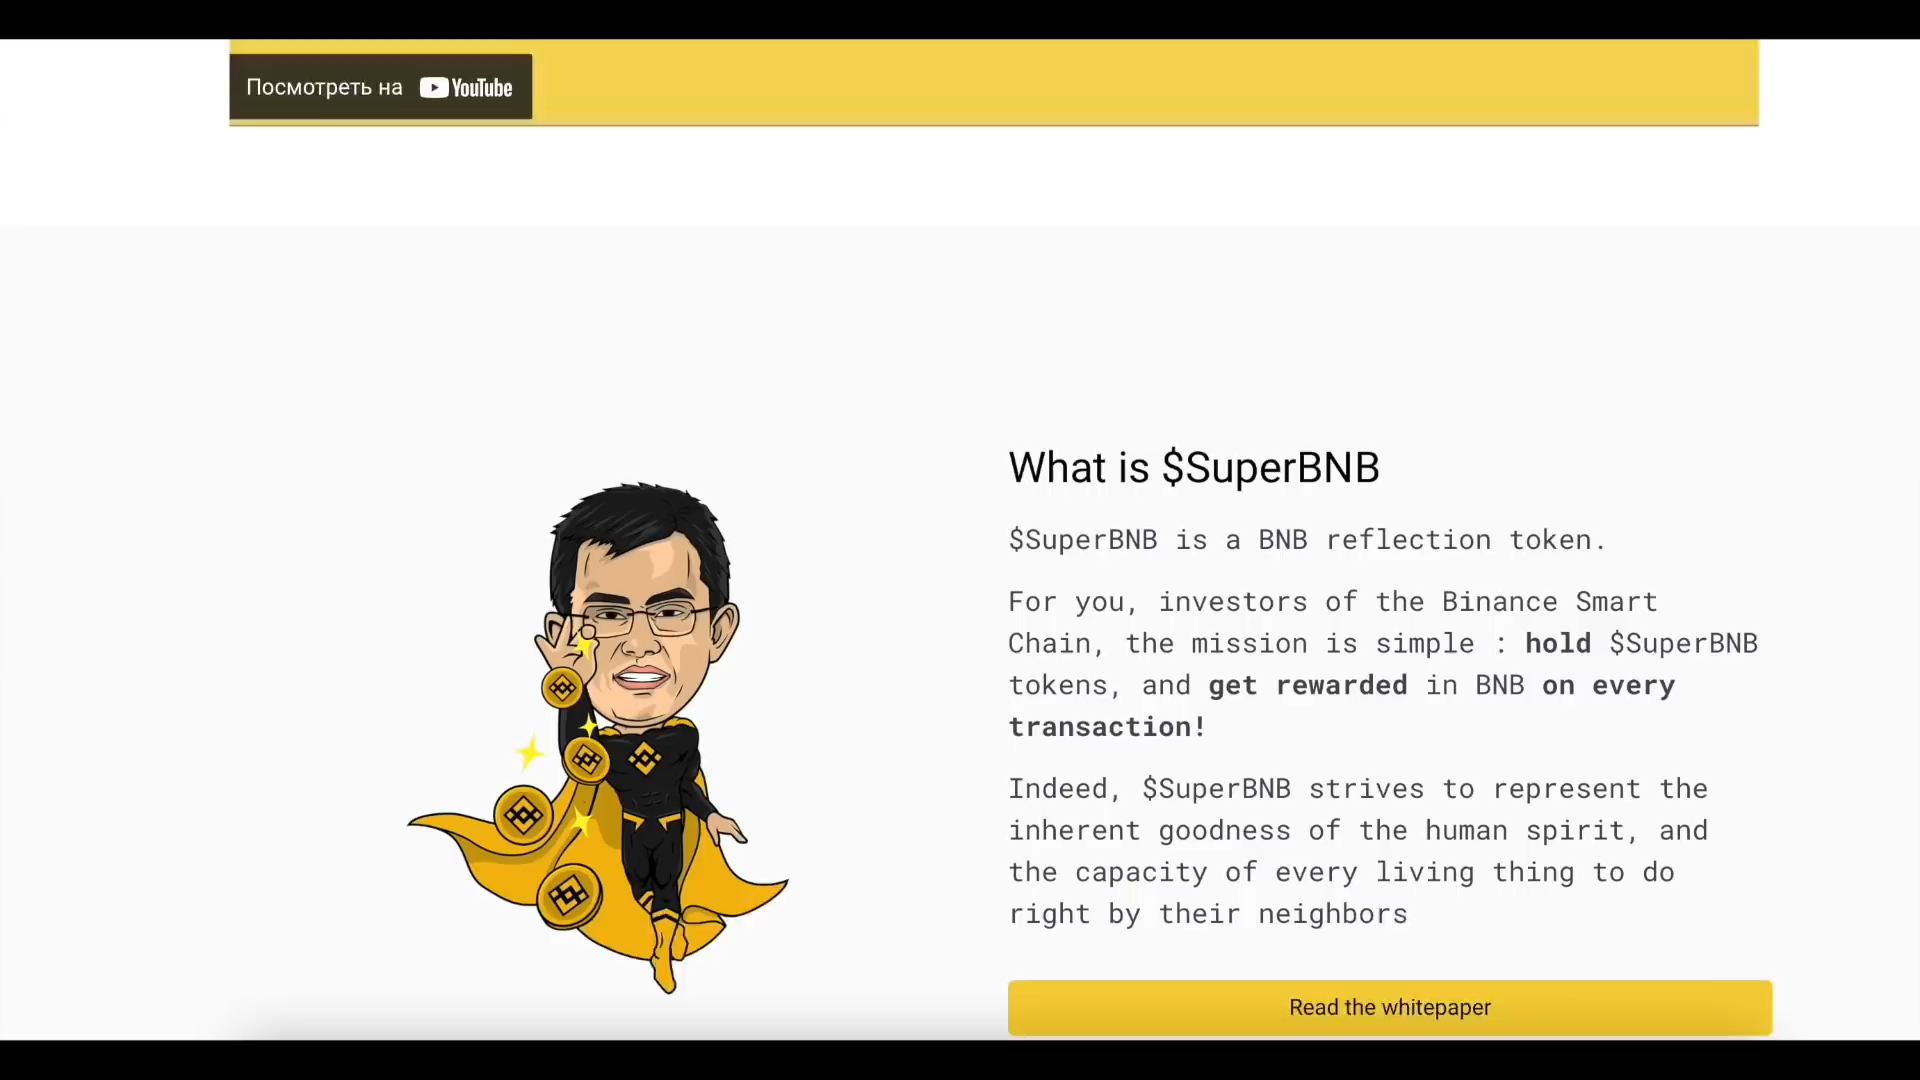 Посмотреть на YouTube
What is $SuperBNB
$SuperBNB is a BNB reflection token.
For you, investors of the Binance Smart
Chain, the mission is simple : hold $SuperBNB
tokens, and get rewarded in BNB on every
transaction!
Indeed, $SuperBNB strives to represent the
inherent goodness of the human spirit, and
the capacity of every living thing to do
right by their neighbors
Read the whitepaper